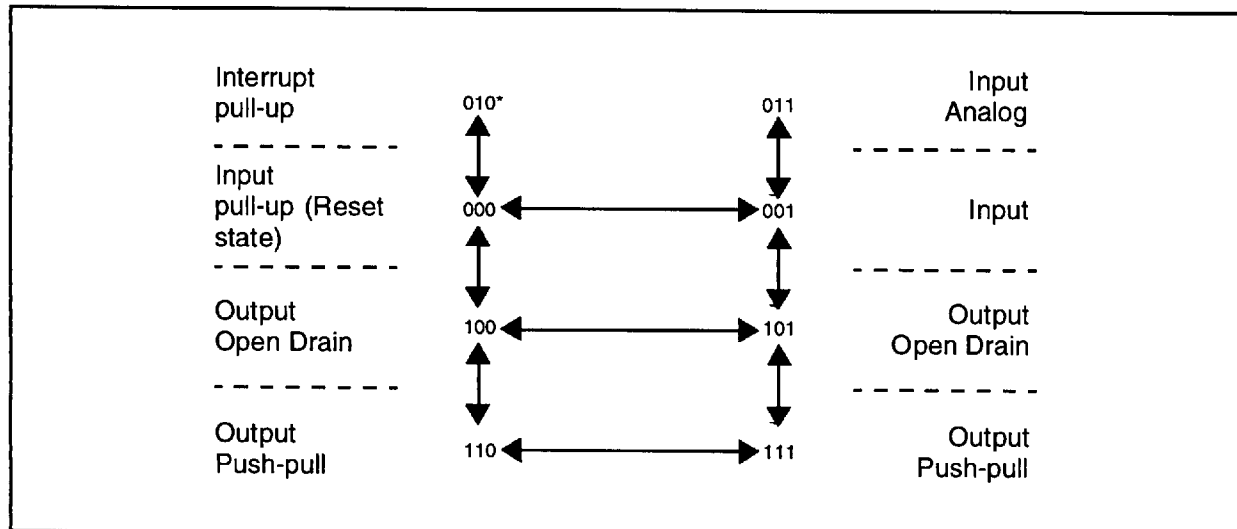 Interrupt
pull-up
010*
011
Input
Analog
Input
pull-up (Reset
state)
000
001
Input
Output
Open Drain
100
101
Output
Open Drain
Output
Push-pull
110
111
Output
Push-pull